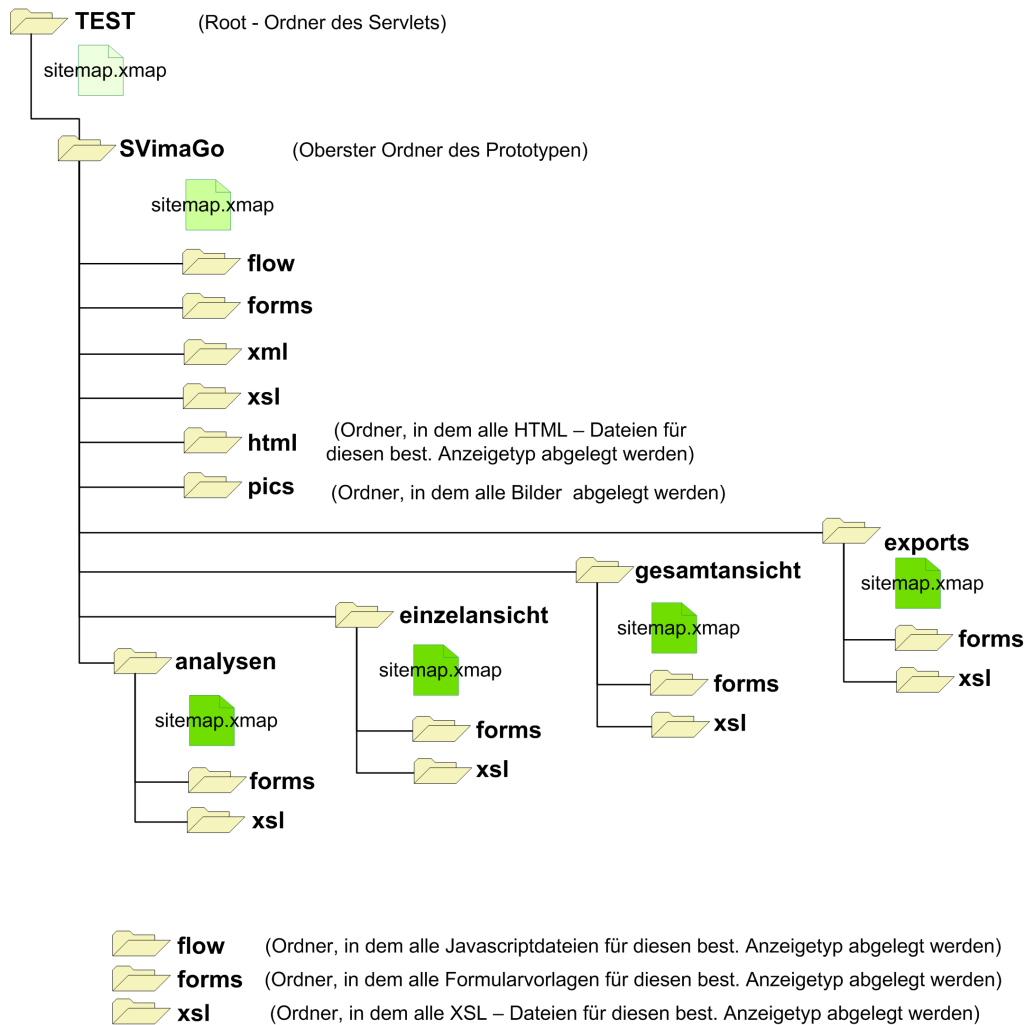 TEST (Root - Ordner des Servlets)
sitemap.xmap
SVimaGo (Oberster Ordner des Prototypen)
sitemap.xmap
flow
forms
xml
xsl
html (Ordner, in dem alle HTML – Dateien für
diesen best. Anzeigetyp abgelegt werden)
pics (Ordner, in dem alle Bilder abgelegt werden)
exports
sitemap.xmap
forms
xsl
gesamtansicht
sitemap.xmap
forms
xsl
einzelansicht
sitemap.xmap
forms
xsl
analysen
sitemap.xmap
forms
xsl
flow (Ordner, in dem alle Javascriptdateien für diesen best. Anzeigetyp abgelegt werden)
forms (Ordner, in dem alle Formularvorlagen für diesen best. Anzeigetyp abgelegt werden)
xsl (Ordner, in dem alle XSL – Dateien für diesen best. Anzeigetyp abgelegt werden)